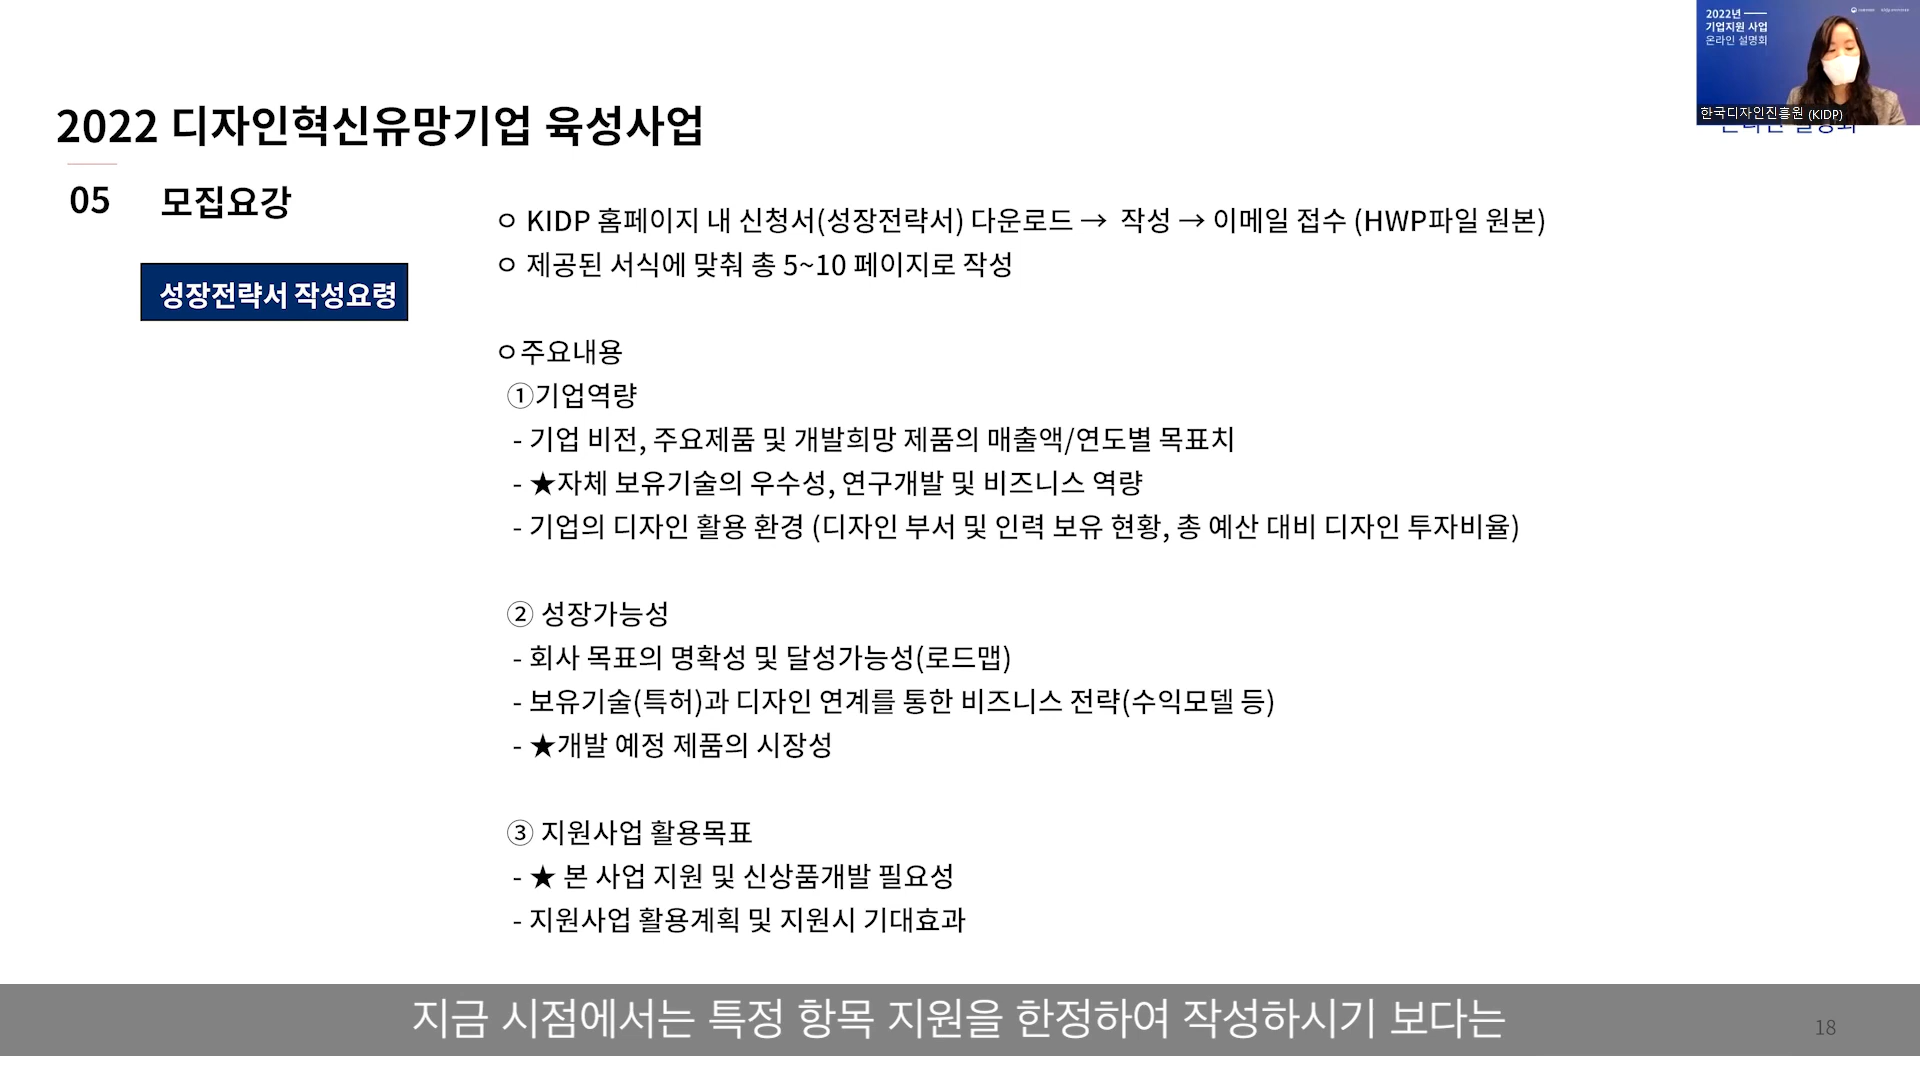 2022년
기업지원 사업
온라인 설명회
한국디자인진흥원 (KIDP)
2022 디자인혁신유망기업 육성사업
05 모집요강
성장전략서 작성요령
ㅇ KIDP 홈페이지 내 신청서(성장전략서) 다운로드 → 작성 → 이메일 접수 (HWP파일 원본)
ㅇ 제공된 서식에 맞춰 총 5~10 페이지로 작성
ㅇ주요내용
①기업역량
- 기업 비전, 주요제품 및 개발희망 제품의 매출액/연도별 목표치
- ★자체 보유기술의 우수성, 연구개발 및 비즈니스 역량
- 기업의 디자인 활용 환경 (디자인 부서 및 인력 보유 현황, 총 예산 대비 디자인 투자비율)
② 성장가능성
- 회사 목표의 명확성 및 달성가능성(로드맵)
- 보유기술(특허)과 디자인 연계를 통한 비즈니스 전략(수익모델 등)
- ★개발 예정 제품의 시장성
③ 지원사업 활용목표
- ★ 본 사업 지원 및 신상품개발 필요성
- 지원사업 활용계획 및 지원시 기대효과
지금 시점에서는 특정 항목 지원을 한정하여 작성하시기 보다는
18